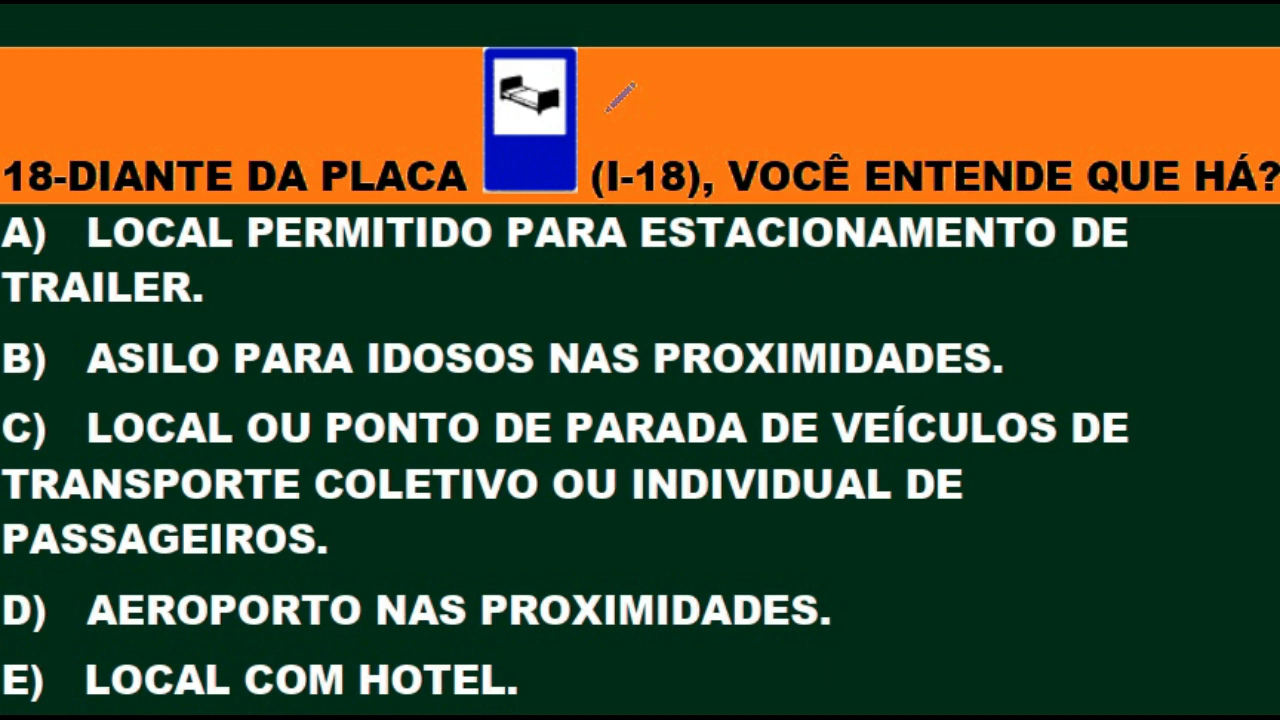 18-DIANTE DA PLACA (I-18), VOCÊ ENTENDE QUE HÁ?
A) LOCAL PERMITIDO PARA ESTACIONAMENTO DE
TRAILER.
B) ASILO PARA IDOSOS NAS PROXIMIDADES.
C) LOCAL OU PONTO DE PARADA DE VEÍCULOS DE
TRANSPORTE COLETIVO OU INDIVIDUAL DE
PASSAGEIROS.
D) AEROPORTO NAS PROXIMIDADES.
E) LOCAL COM HOTEL.